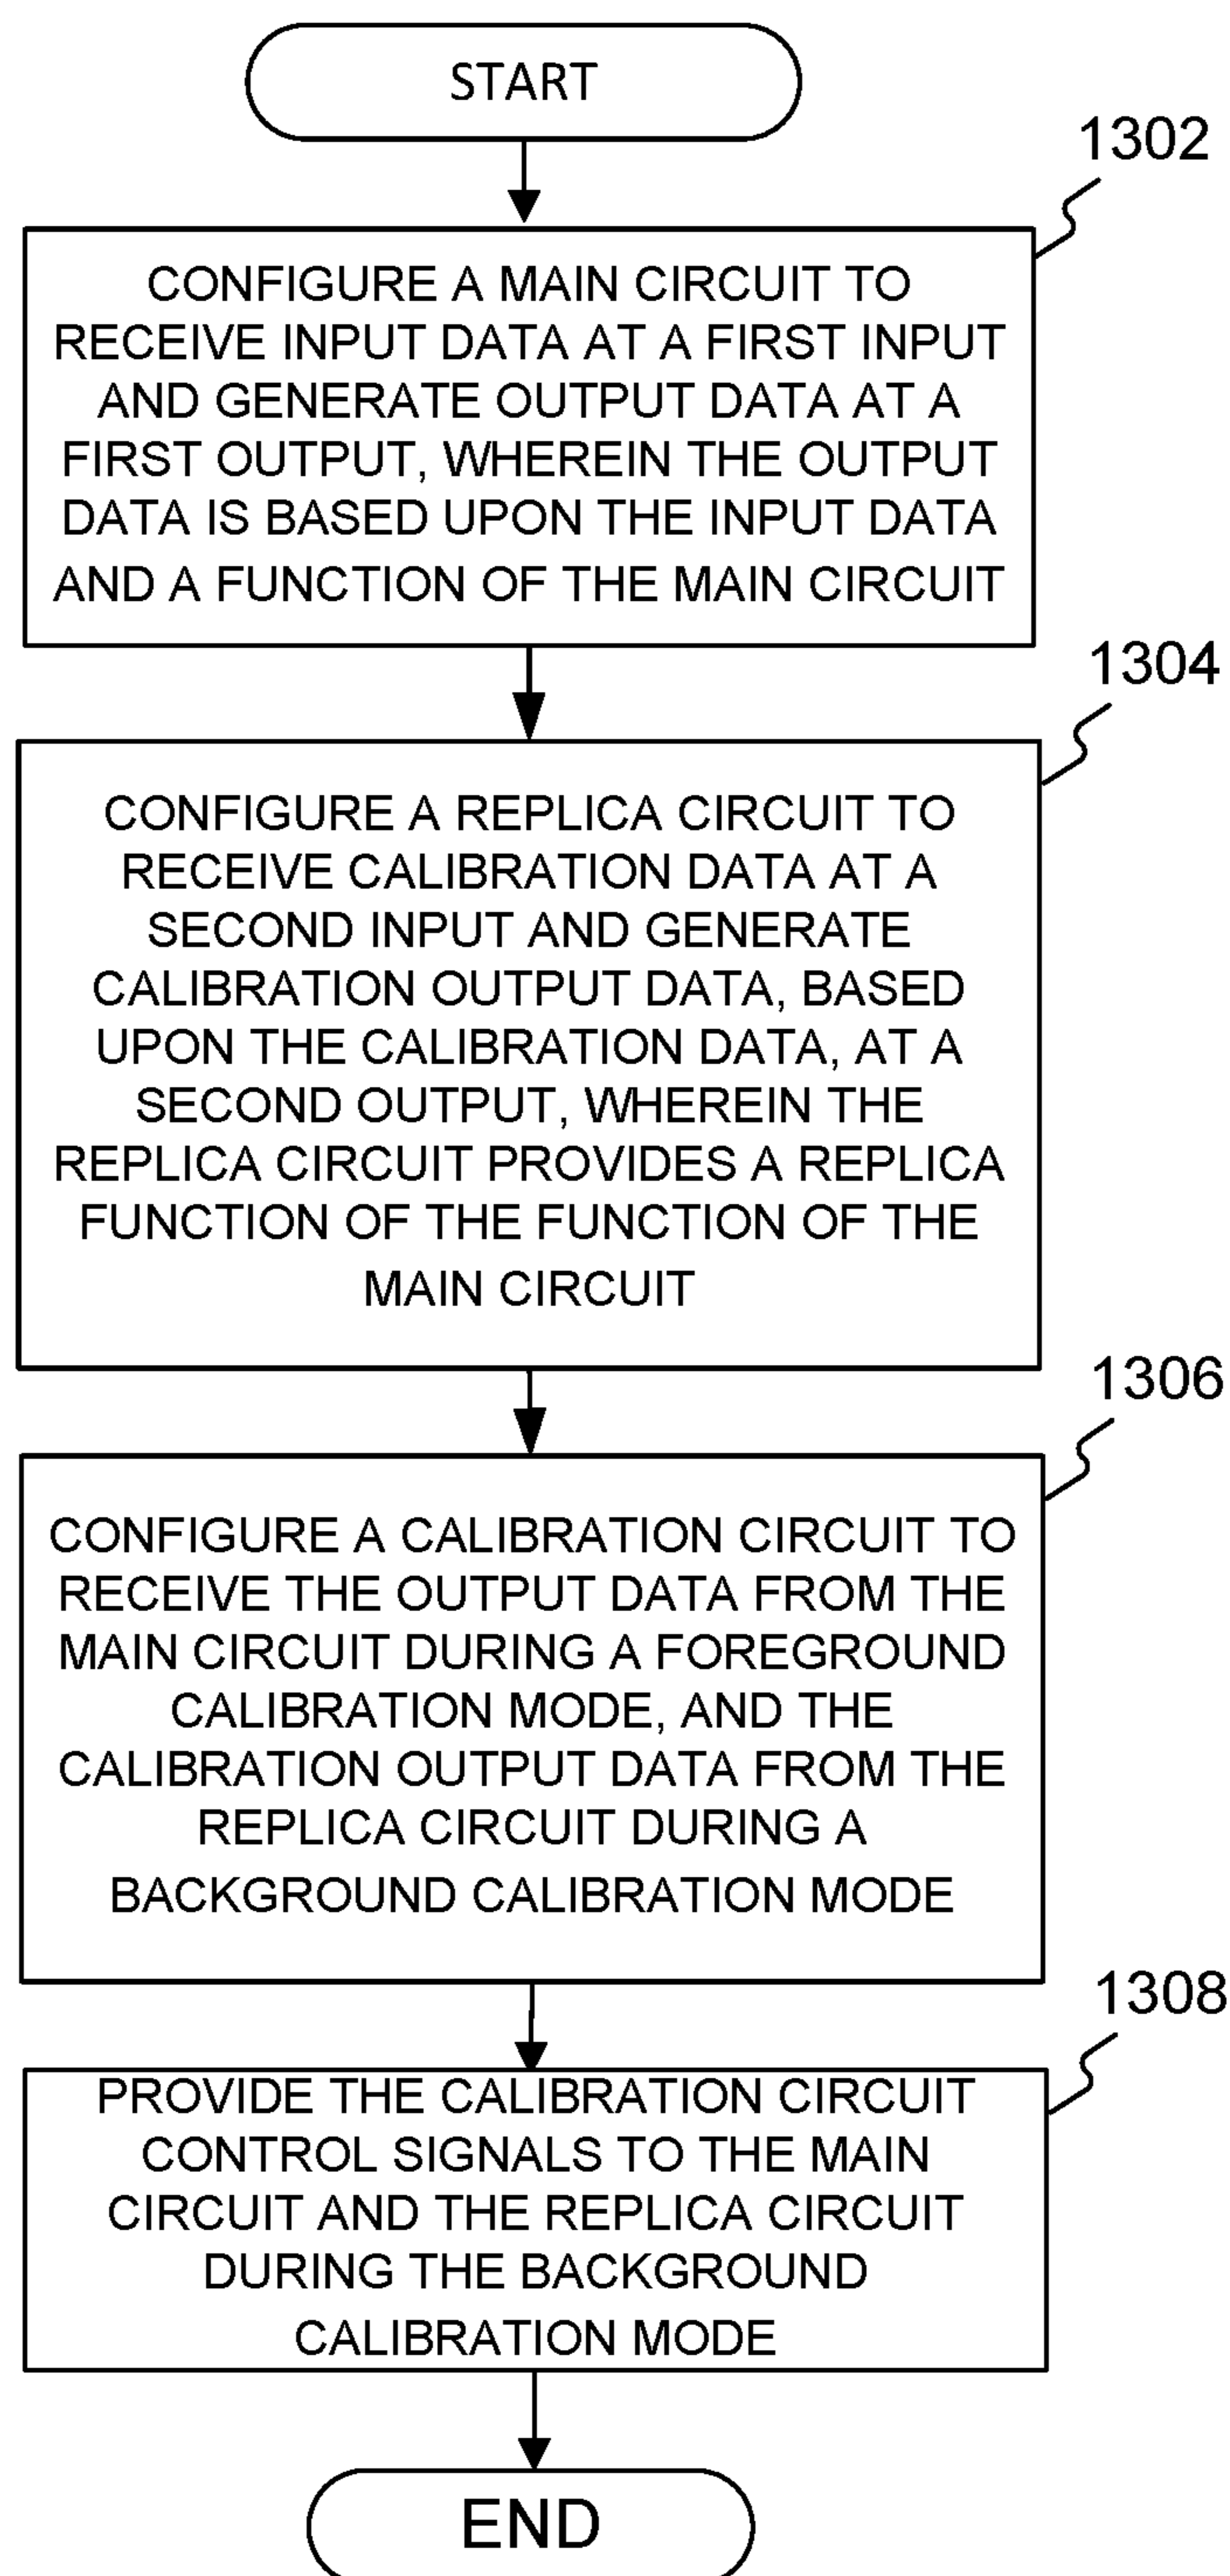 START
1302
CONFIGURE A MAIN CIRCUIT TO
RECEIVE INPUT DATA AT A FIRST INPUT
AND GENERATE OUTPUT DATA AT A
FIRST OUTPUT, WHEREIN THE OUTPUT
DATA IS BASED UPON THE INPUT DATA
AND A FUNCTION OF THE MAIN CIRCUIT
1304
CONFIGURE A REPLICA CIRCUIT TO
RECEIVE CALIBRATION DATA AT A
SECOND INPUT AND GENERATE
CALIBRATION OUTPUT DATA, BASED
UPON THE CALIBRATION DATA, AT A
SECOND OUTPUT, WHEREIN THE
REPLICA CIRCUIT PROVIDES A REPLICA
FUNCTION OF THE FUNCTION OF THE
MAIN CIRCUIT
1306
CONFIGURE A CALIBRATION CIRCUIT TO
RECEIVE THE OUTPUT DATA FROM THE
MAIN CIRCUIT DURING A FOREGROUND
CALIBRATION MODE, AND THE
CALIBRATION OUTPUT DATA FROM THE
REPLICA CIRCUIT DURING A
BACKGROUND CALIBRATION MODE
1308
PROVIDE THE CALIBRATION CIRCUIT
CONTROL SIGNALS TO THE MAIN
CIRCUIT AND THE REPLICA CIRCUIT
DURING THE BACKGROUND
CALIBRATION MODE
END